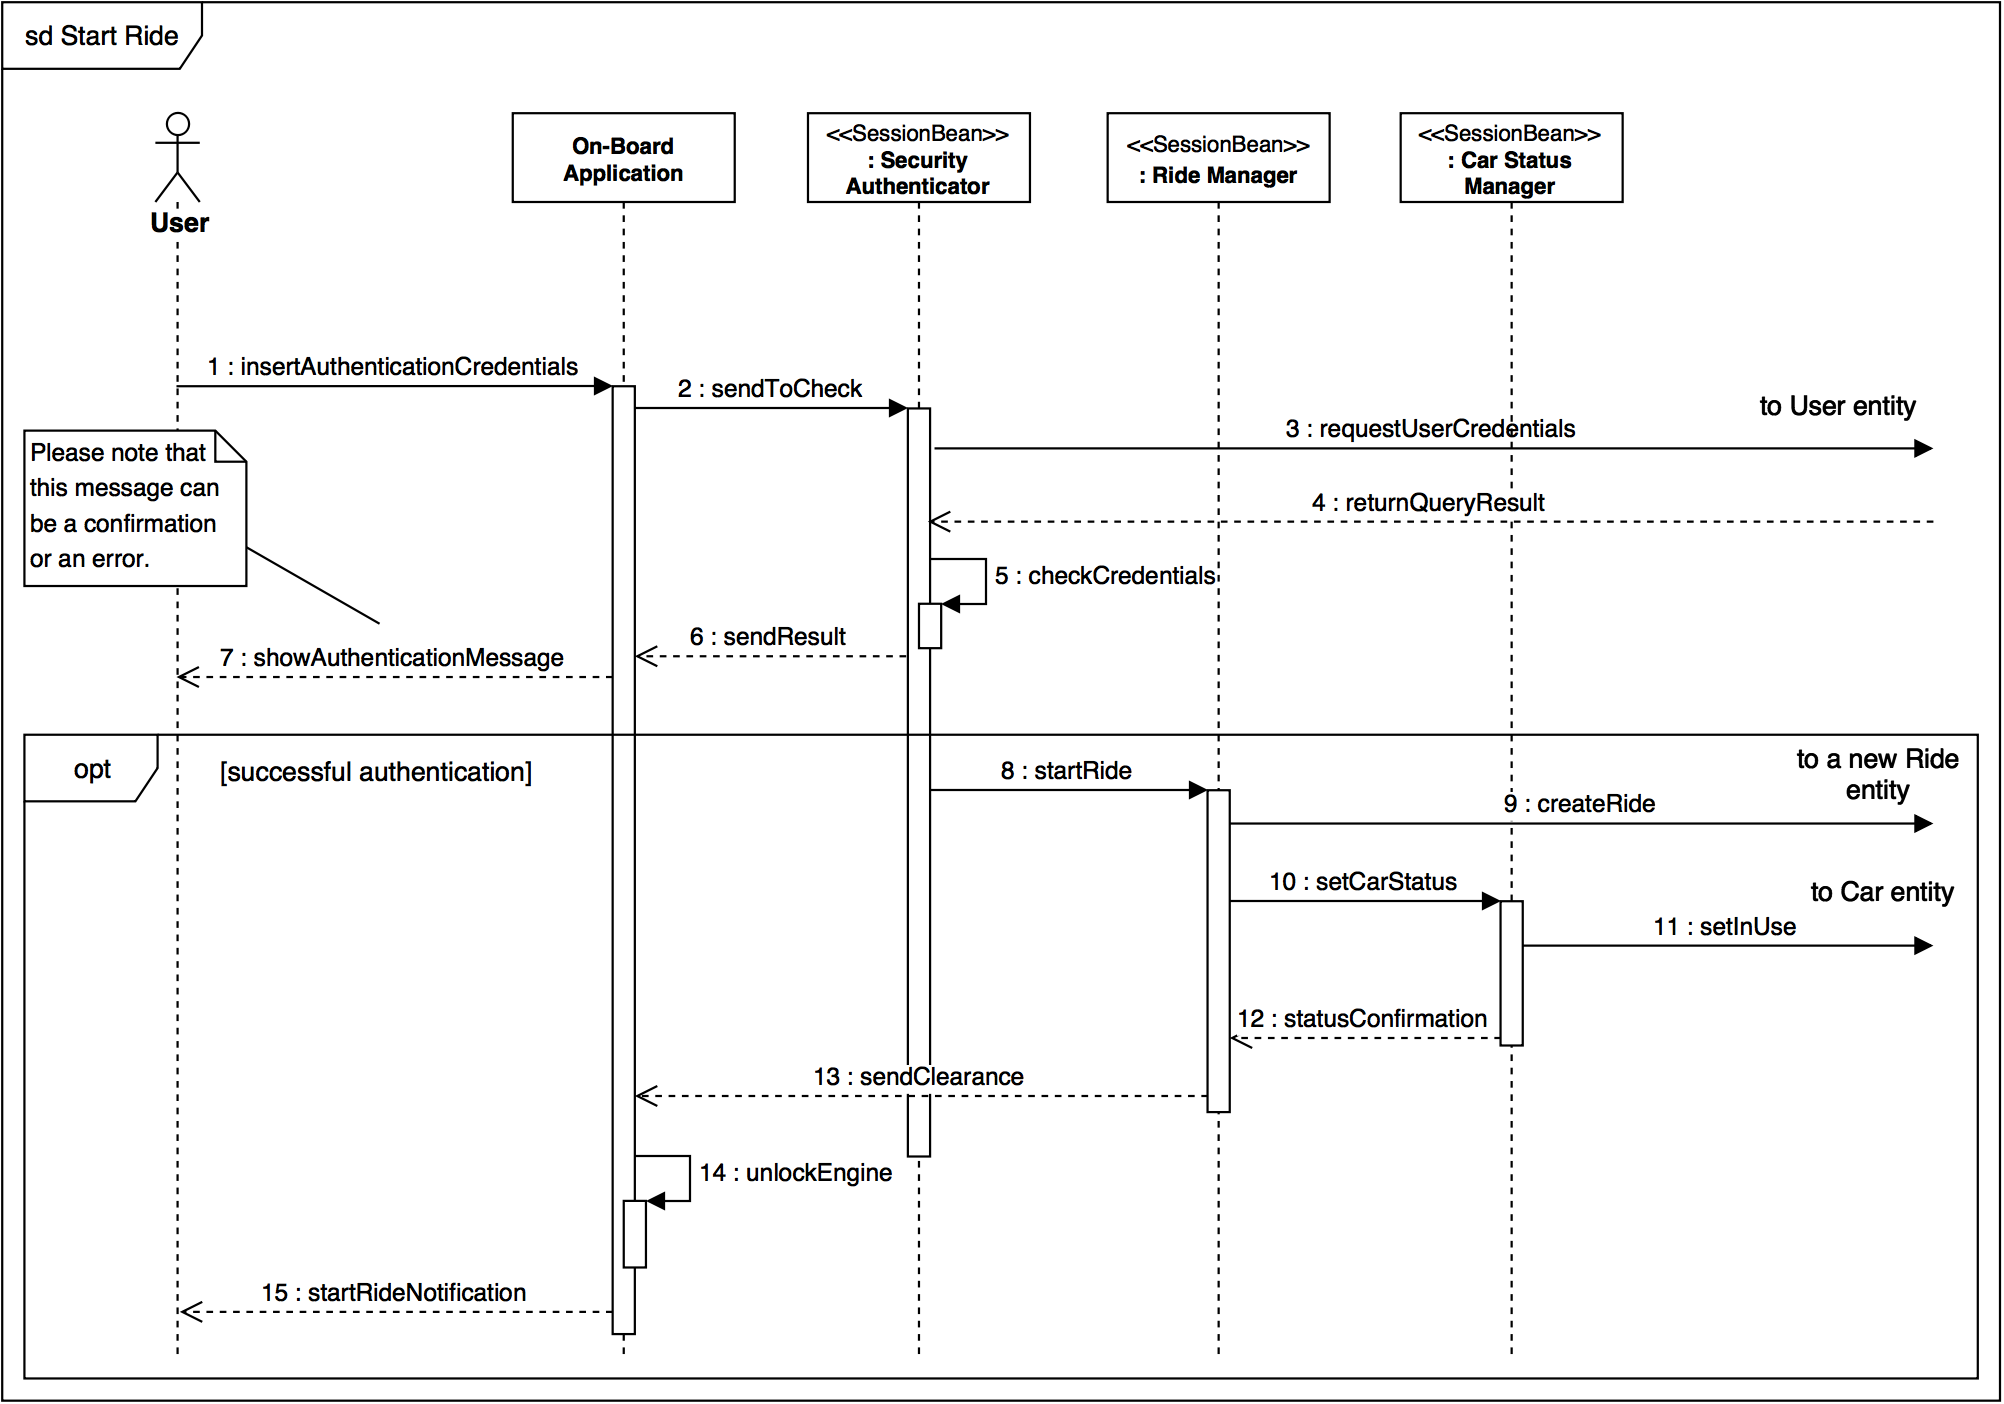 sd Start Ride
User
On-Board
Application
<<SessionBean>>
: Security
Authenticator
<<SessionBean>>
: Ride Manager
<<SessionBean>>
: Car Status
Manager
1 : insertAuthenticationCredentials
2 : sendToCheck
to User entity
3 : requestUserCredentials
Please note that
this message can
be a confirmation
or an error.
4 : returnQueryResult
5 : checkCredentials
6 : sendResult
7 : showAuthenticationMessage
opt
[successful authentication]
8 : startRide
to a new Ride
entity
9 : createRide
10 : setCarStatus
to Car entity
11 : setInUse
12 : statusConfirmation
13 : sendClearance
14 : unlockEngine
15 : startRideNotification